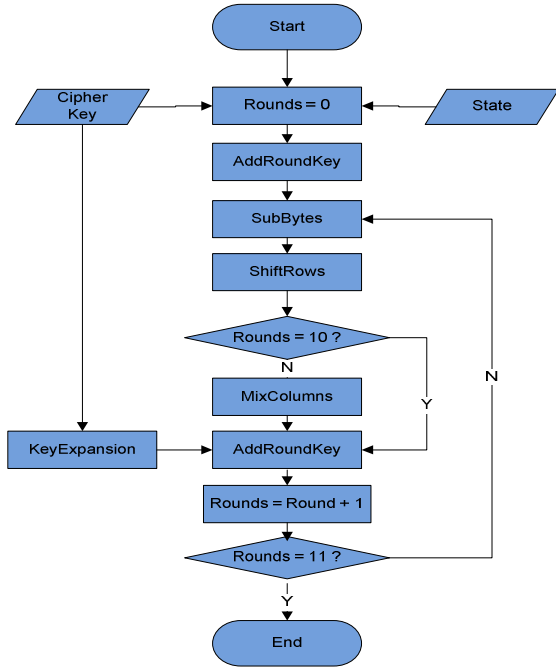 Start
Cipher
Key
Rounds = 0
State
AddRoundKey
SubBytes
ShiftRows
Rounds = 10 ?
N
N
MixColumns
Y
KeyExpansion
AddRoundKey
Rounds = Round + 1
Rounds = 11 ?
Y
End